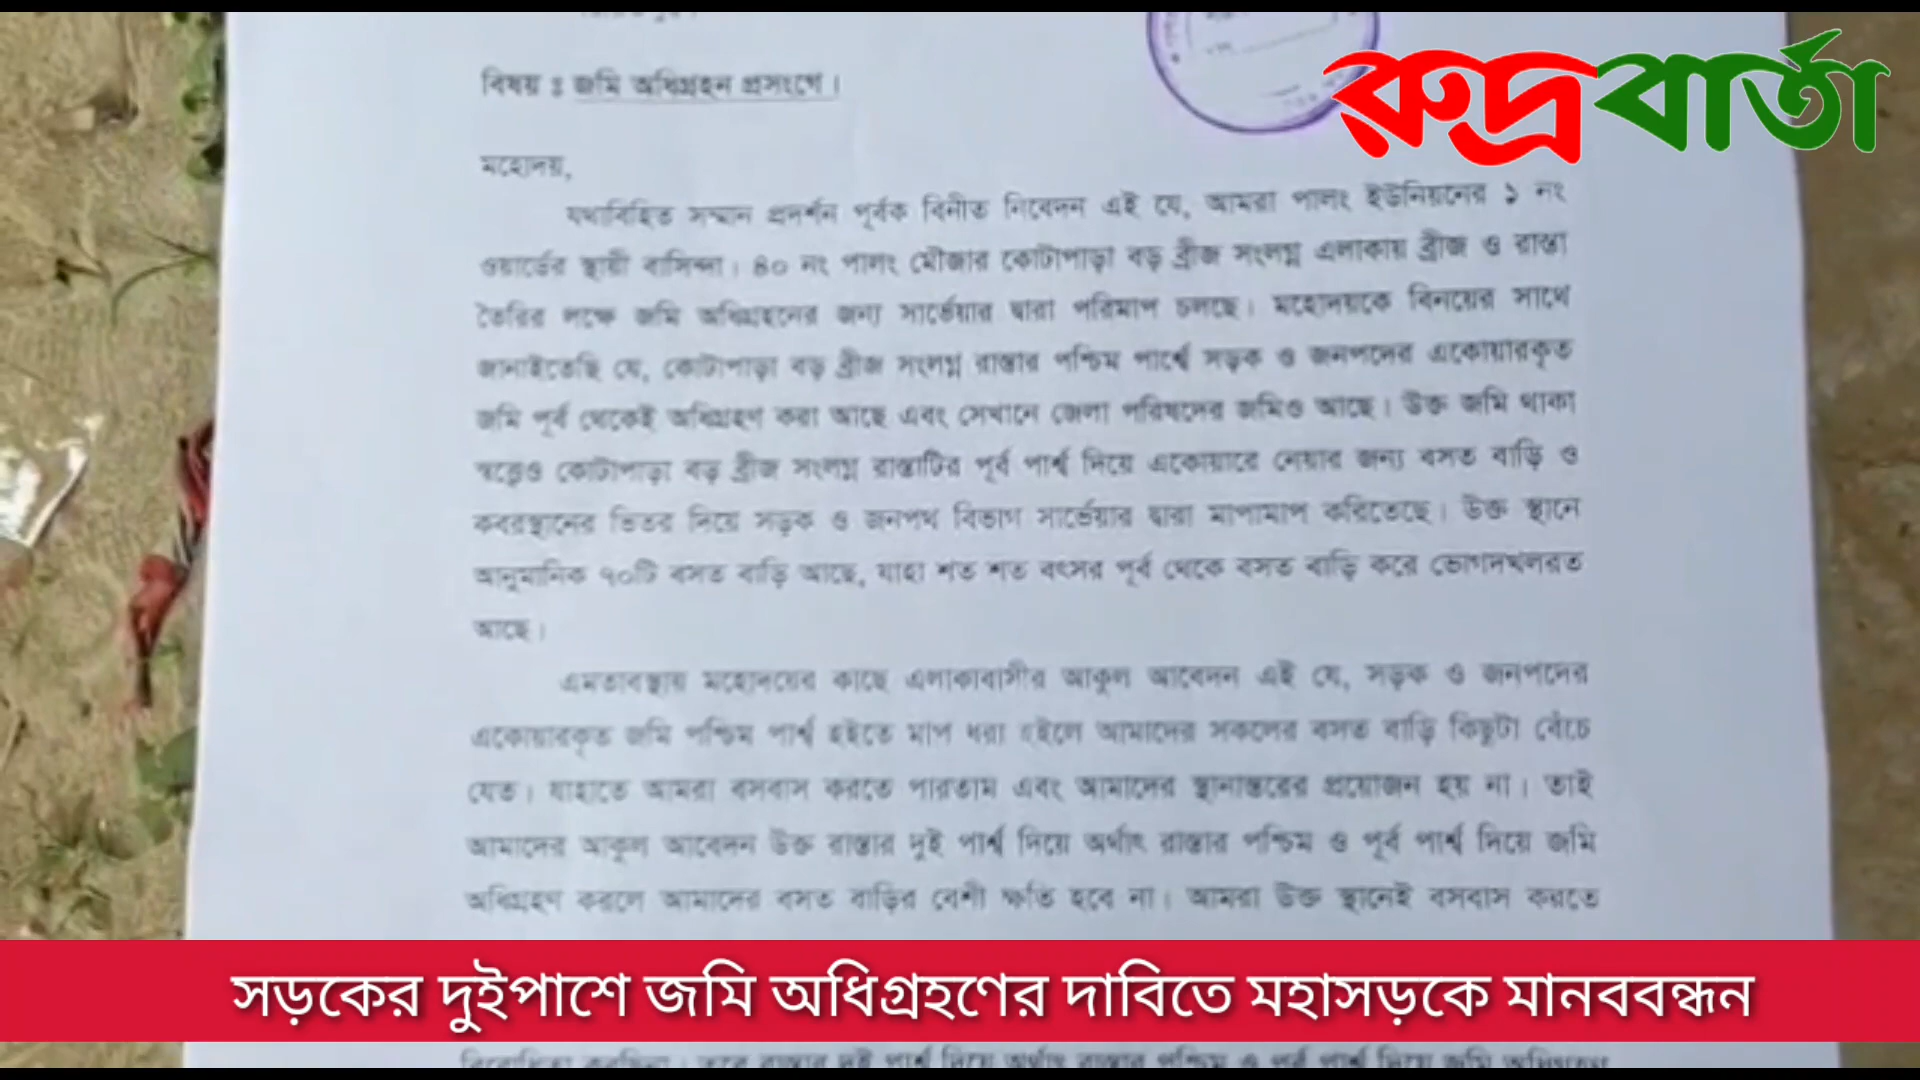 রুদ্রবার্তা
বিষয় ঃ জমি অধিগ্রহন প্রসংগে।
মহোদয়,
যথাবিহিত সম্মান প্রদর্শন পূর্বক বিনীত নিবেদন এই যে, আমরা পালং ইউনিয়নের ১ নং
ওয়ার্ডের স্থায়ী বাসিন্দা। ৪০ নং পালং মৌজার কোটাপাড়া বড় ব্রীজ সংলগ্ন এলাকায় ব্রীজ ও রাস্তা
তৈরির লক্ষে জমি অধিগ্রহনের জন্য সার্ভেয়ার দ্বারা পরিমাপ চলছে। মহোদয়কে বিনয়ের সাথে
জানাইতেছি যে, কোটাপাড়া বড় ব্রীজ সংলগ্ন রাস্তার পশ্চিম পার্শ্বে সড়ক ও জনপদের একোয়ারকৃত
জমি পূর্ব থেকেই অধিগ্রহণ করা আছে এবং সেখানে জেলা পরিষদের জমিও আছে। উক্ত জমি থাকা
স্বত্ত্বেও কোটাপাড়া বড় ব্রীজ সংলগ্ন রাস্তাটির পূর্ব পার্শ্ব দিয়ে একোয়ারে নেয়ার জন্য বসত বাড়ি ও
কবরস্থানের ভিতর দিয়ে সড়ক ও জনপথ বিভাগ সার্ভেয়ার দ্বারা মাপামাপ করিতেছে। উক্ত স্থানে
আনুমানিক ৭০টি বসত বাড়ি আছে, যাহা শত শত বৎসর পূর্ব থেকে বসত বাড়ি করে ভোগদখলরত
আছে।
এমতাবস্থায় মহোদয়ের কাছে এলাকাবাসীর আকুল আবেদন এই যে, সড়ক ও জনপদের
একোয়ারকৃত জমি পশ্চিম পার্শ্ব হইতে মাপ ধরা হইলে আমাদের সকলের বসত বাড়ি কিছুটা বেঁচে
যেত। যাহাতে আমরা বসবাস করতে পারতাম এবং আমাদের স্থানান্তরের প্রয়োজন হয় না। তাই
আমাদের আকুল আবেদন উক্ত রাস্তার দুই পার্শ্ব দিয়ে অর্থাৎ রাস্তার পশ্চিম ও পূর্ব পার্শ্ব দিয়ে জমি
অধিগ্রহণ করলে আমাদের বসত বাড়ির বেশী ক্ষতি হবে না। আমরা উক্ত স্থানেই বসবাস করতে
সড়কের দুইপাশে জমি অধিগ্রহণের দাবিতে মহাসড়কে মানববন্ধন
রাস্তার দুই পার্শ্ব দিয়ে অর্থাৎ রাস্তার পশ্চিম ও পূর্ব পার্শ্ব দিয়ে জমি অধিগ্রহণ